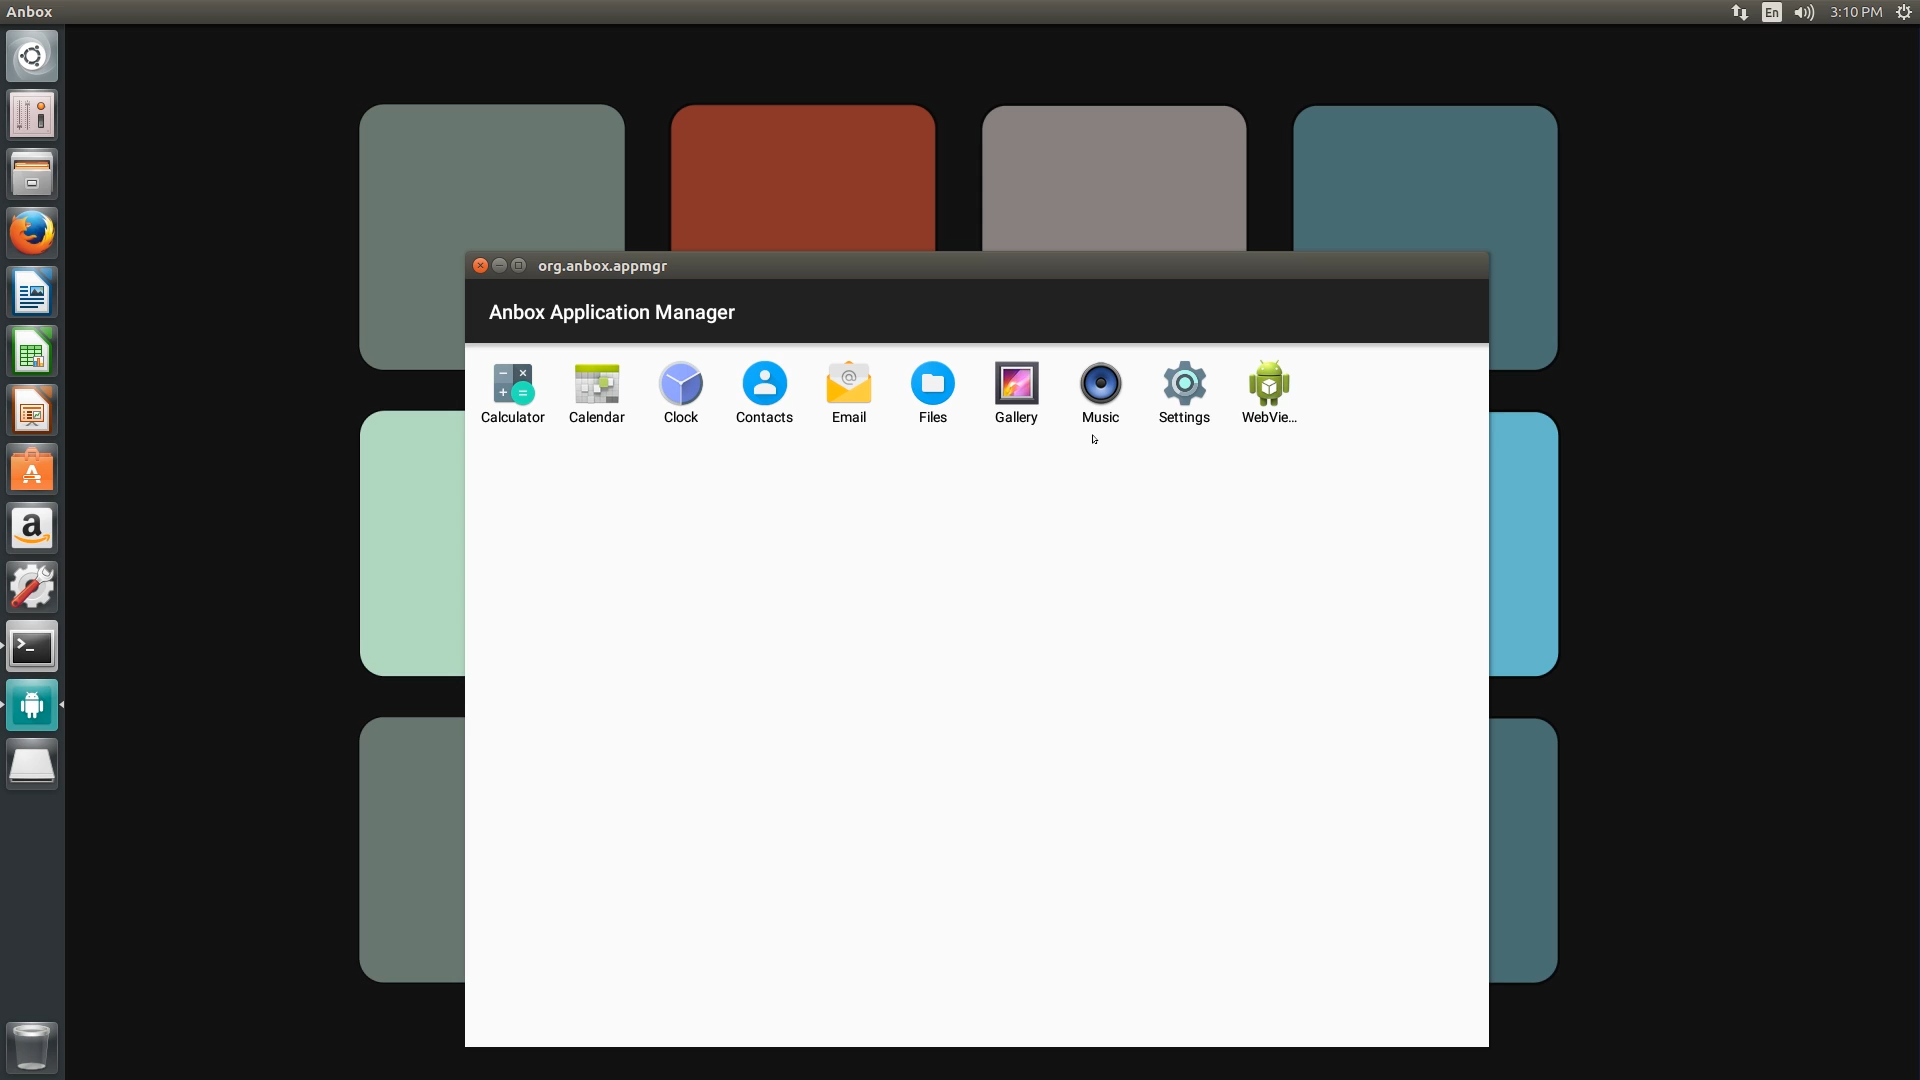 Anbox
En
3:10 PM
org.anbox.appmgr
Anbox Application Manager
Calculator
Calendar
Clock
Contacts
Email
Files
Gallery
Music
Settings
WebVie...